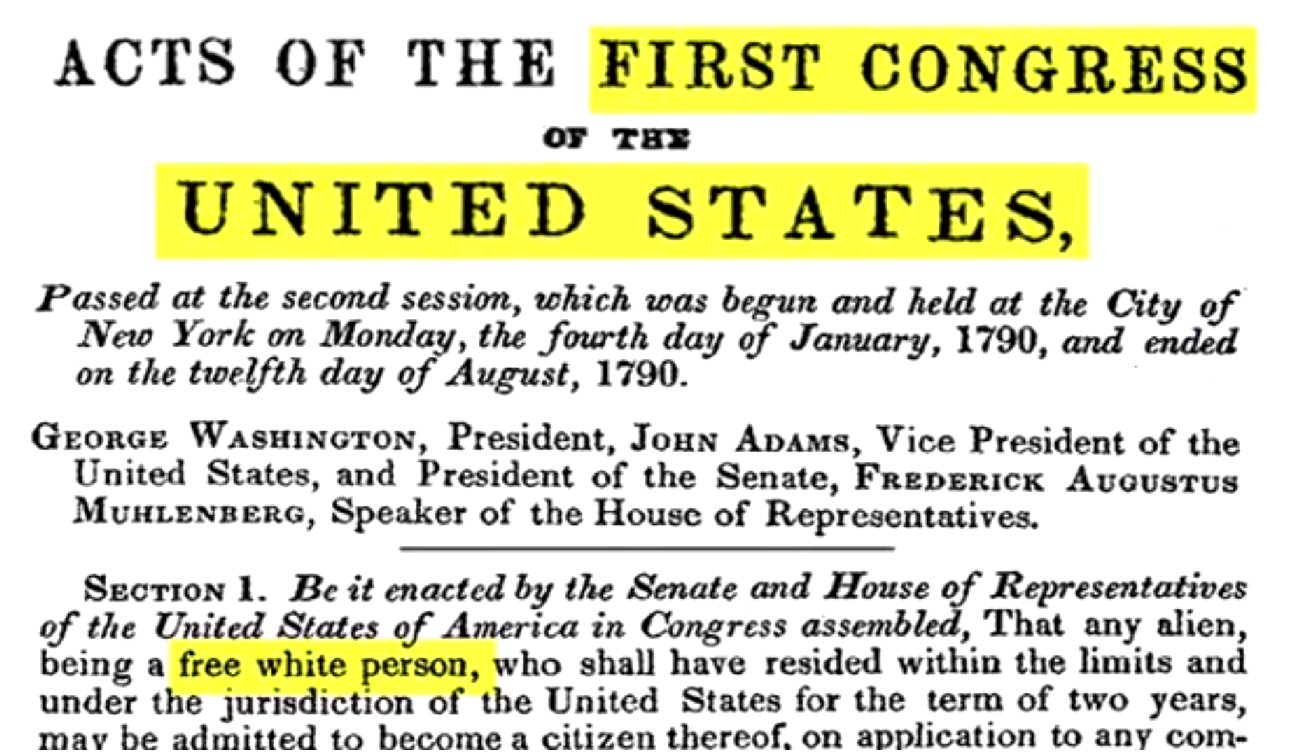 ACTS OF THE FIRST CONGRESS
OF THE
UNITED STATES,
Passed at the second session, which was begun and held at the City of
New York on Monday, the fourth day of January, 1790, and ended
on the twelfth day of August, 1790.
GEORGE WASHINGTON, President, JOHN ADAMS, Vice President of the
United States, and President of the Senate, FREDERICK AUGUSTUS
MUHLENBERG, Speaker of the House of Representatives.
SECTION 1. Be it enacted by the Senate and House of Representatives
of the United States of America in Congress assembled, That any alien,
being a free white person, who shall have resided within the limits and
under the jurisdiction of the United States for the term of two years,
may be admitted to become a citizen thereof, on application to any com-